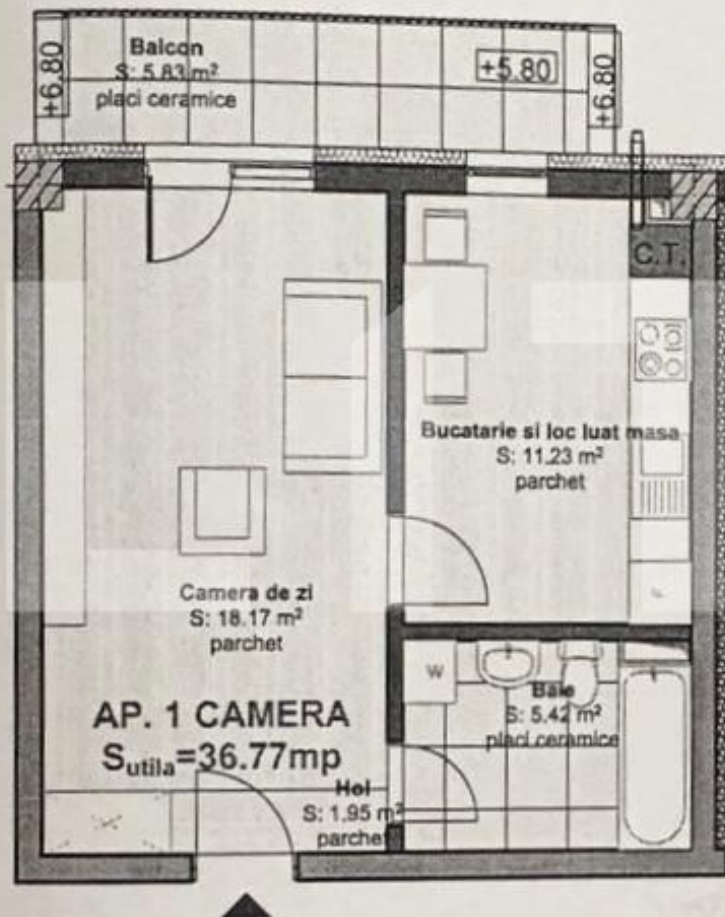 Balcon
S: 5.83 m²
placi ceramice
+6.80
+5.80
+6.80
C.T.
Bucatarie si loc luat masa
S: 11.23 m²
parchet
Camera de zi
S: 18.17 m²
parchet
AP. 1 CAMERA
Sutila=36.77mp
W
Baie
S: 5.42 m²
placi ceramice
Hol
S: 1.95 m²
parchet